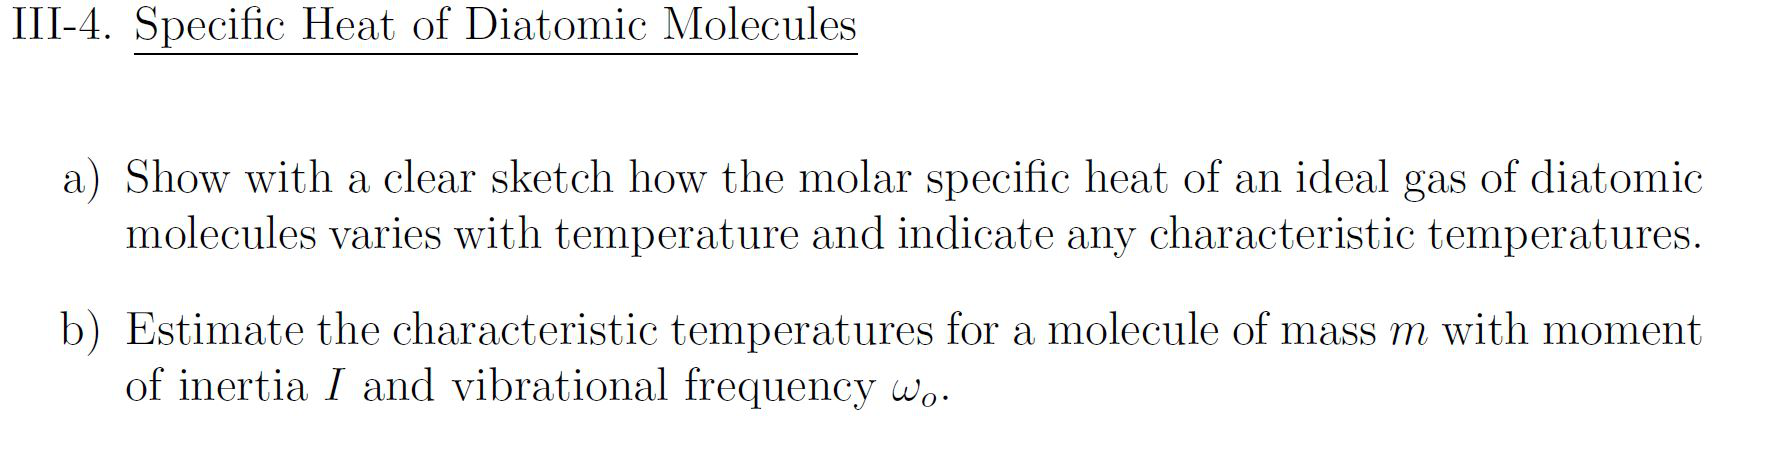 III-4. Specific Heat of Diatomic Molecules
a) Show with a clear sketch how the molar specific heat of an ideal gas of diatomic
molecules varies with temperature and indicate any characteristic temperatures.
b) Estimate the characteristic temperatures for a molecule of mass m with moment
of inertia I and vibrational frequency ωₒ.